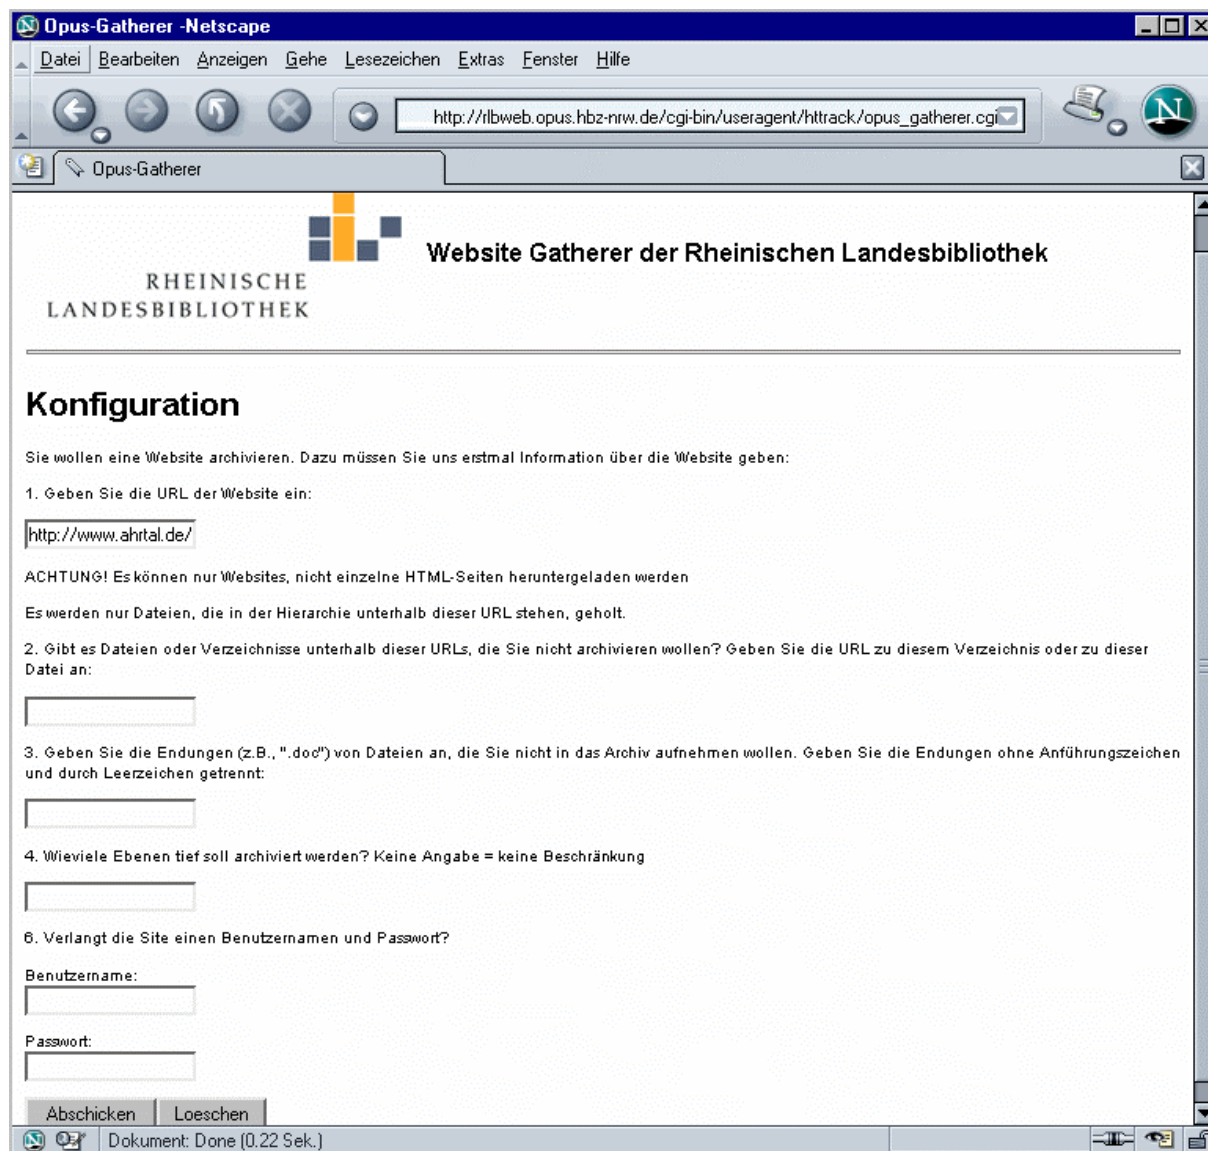 Opus-Gatherer -Netscape
Datei Bearbeiten Anzeigen Gehe Lesezeichen Extras Fenster Hilfe
http://rlbweb.opus.hbz-nrw.de/cgi-bin/useragent/httrack/opus_gatherer.cgi
N
Opus-Gatherer
Website Gatherer der Rheinischen Landesbibliothek
RHEINISCHE
LANDESBIBLIOTHEK
Konfiguration
Sie wollen eine Website archivieren. Dazu müssen Sie uns erstmal Information über die Website geben:
1. Geben Sie die URL der Website ein:
http://www.ahrtal.de/
ACHTUNG! Es können nur Websites, nicht einzelne HTML-Seiten heruntergeladen werden
Es werden nur Dateien, die in der Hierarchie unterhalb dieser URL stehen, geholt.
2. Gibt es Dateien oder Verzeichnisse unterhalb dieser URLs, die Sie nicht archivieren wollen? Geben Sie die URL zu diesem Verzeichnis oder zu dieser
Datei an:
3. Geben Sie die Endungen (z.B., ".doc") von Dateien an, die Sie nicht in das Archiv aufnehmen wollen. Geben Sie die Endungen ohne Anführungszeichen
und durch Leerzeichen getrennt:
4. Wieviele Ebenen tief soll archiviert werden? Keine Angabe = keine Beschränkung
6. Verlangt die Site einen Benutzernamen und Passwort?
Benutzername:
Passwort:
Abschicken Loeschen
Dokument: Done (0.22 Sek.)